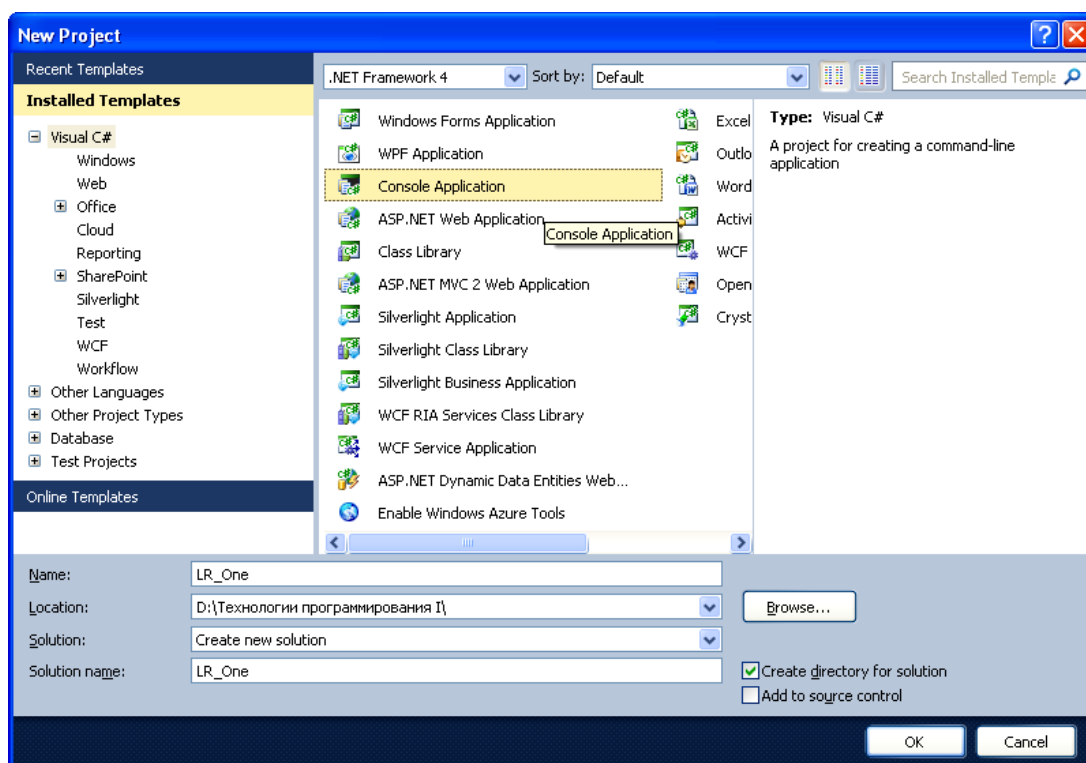 New Project
Recent Templates
Installed Templates
Visual C#
Windows
Web
Office
Cloud
Reporting
SharePoint
Silverlight
Test
WCF
Workflow
Other Languages
Other Project Types
Database
Test Projects
Online Templates
.NET Framework 4
Sort by: Default
Search Installed Templa
Windows Forms Application
WPF Application
Console Application
ASP.NET Web Application
Console Application
Class Library
ASP.NET MVC 2 Web Application
Silverlight Application
Silverlight Class Library
Silverlight Business Application
WCF RIA Services Class Library
WCF Service Application
ASP.NET Dynamic Data Entities Web...
Enable Windows Azure Tools
Excel
Outlo
Word
Activi
WCF
Open
Cryst
Type: Visual C#
A project for creating a command-line
application
Name: LR_One
Location: D:\Технологии программирования I\
Browse...
Solution: Create new solution
Solution name: LR_One
Create directory for solution
Add to source control
OK
Cancel